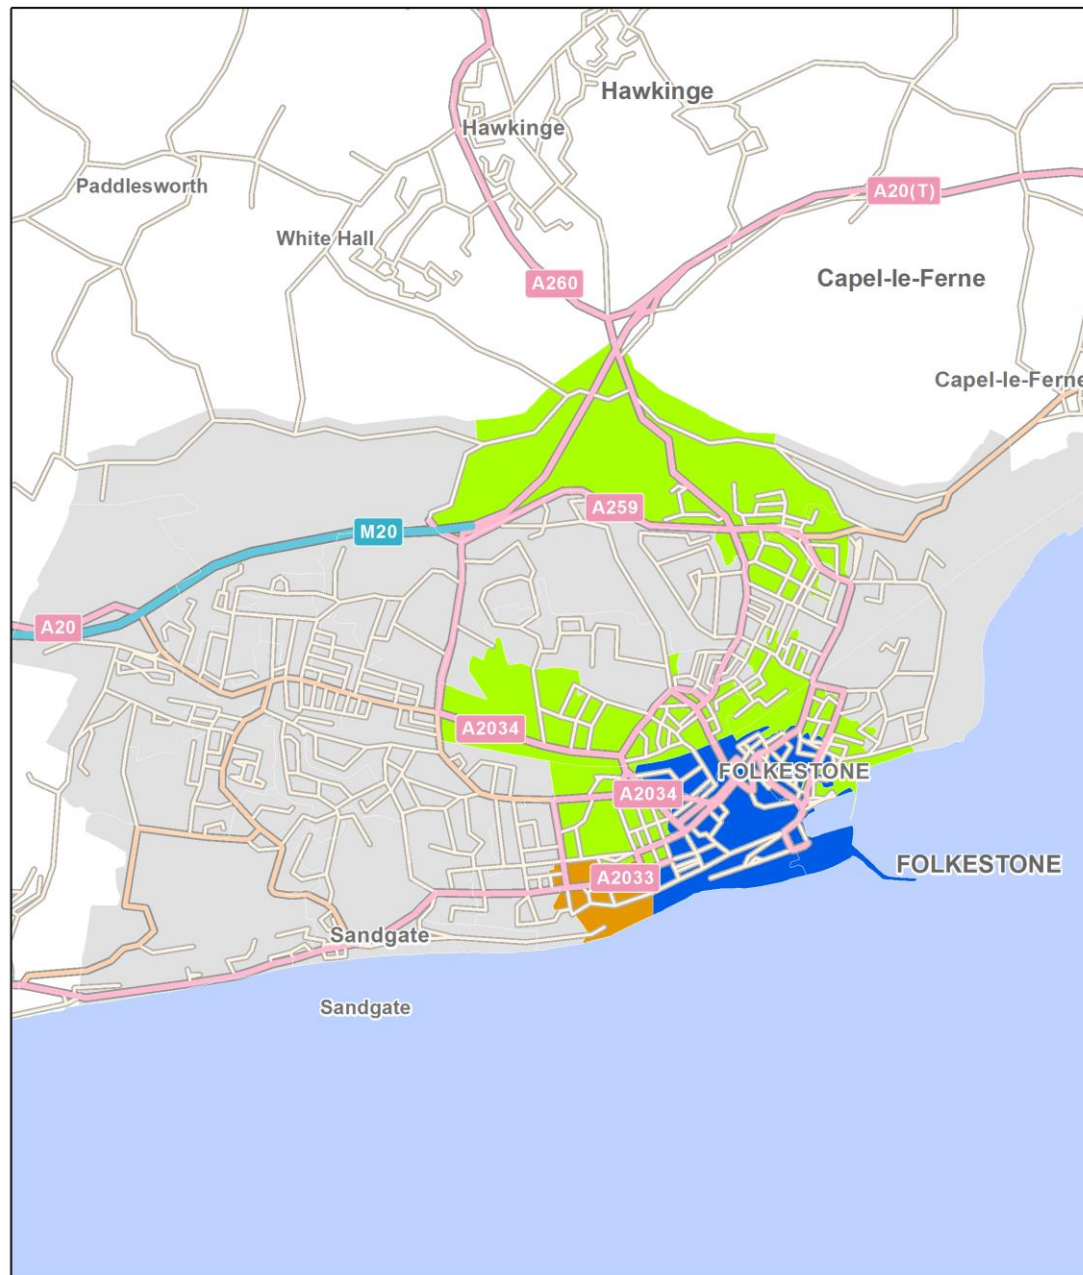 Hawkinge
Hawkinge
Paddlesworth
A20(T)
White Hall
Capel-le-Ferne
A260
Capel-le-Ferne
A259
M20
A20
A2034
FOLKESTONE
A2034
FOLKESTONE
A2033
Sandgate
Sandgate